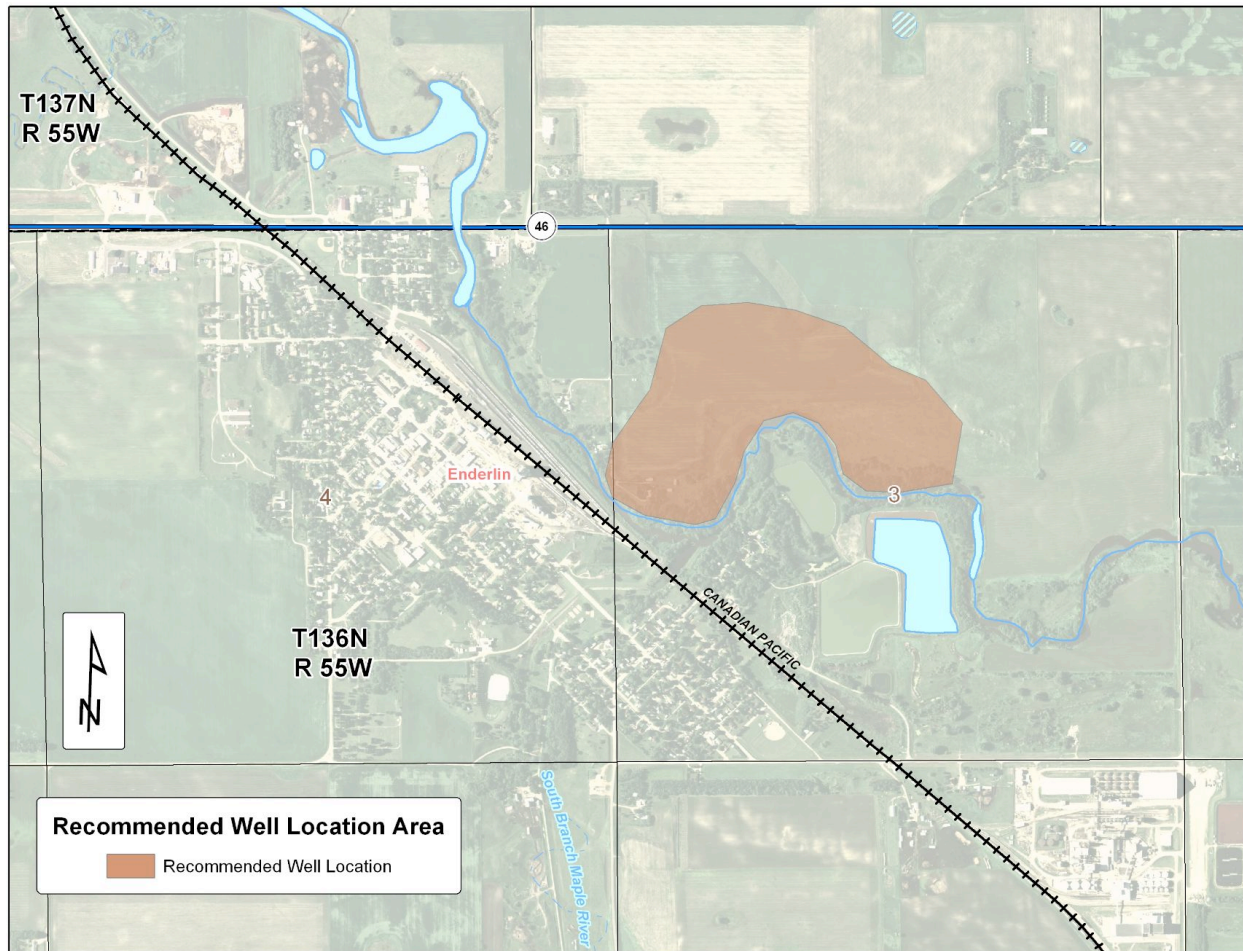 T137N
R 55W
46
Enderlin
4
3
CANADIAN PACIFIC
T136N
R 55W
N
South Branch Maple River
Recommended Well Location Area
Recommended Well Location